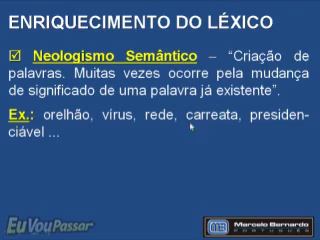 ENRIQUECIMENTO DO LÉXICO
☑ Neologismo Semântico – “Criação de
palavras. Muitas vezes ocorre pela mudança
de significado de uma palavra já existente”.
Ex.: orelhão, vírus, rede, carreata, presiden-
ciável ...
EuVouPassar
Marcelo Bernardo
PORTUGUÊS